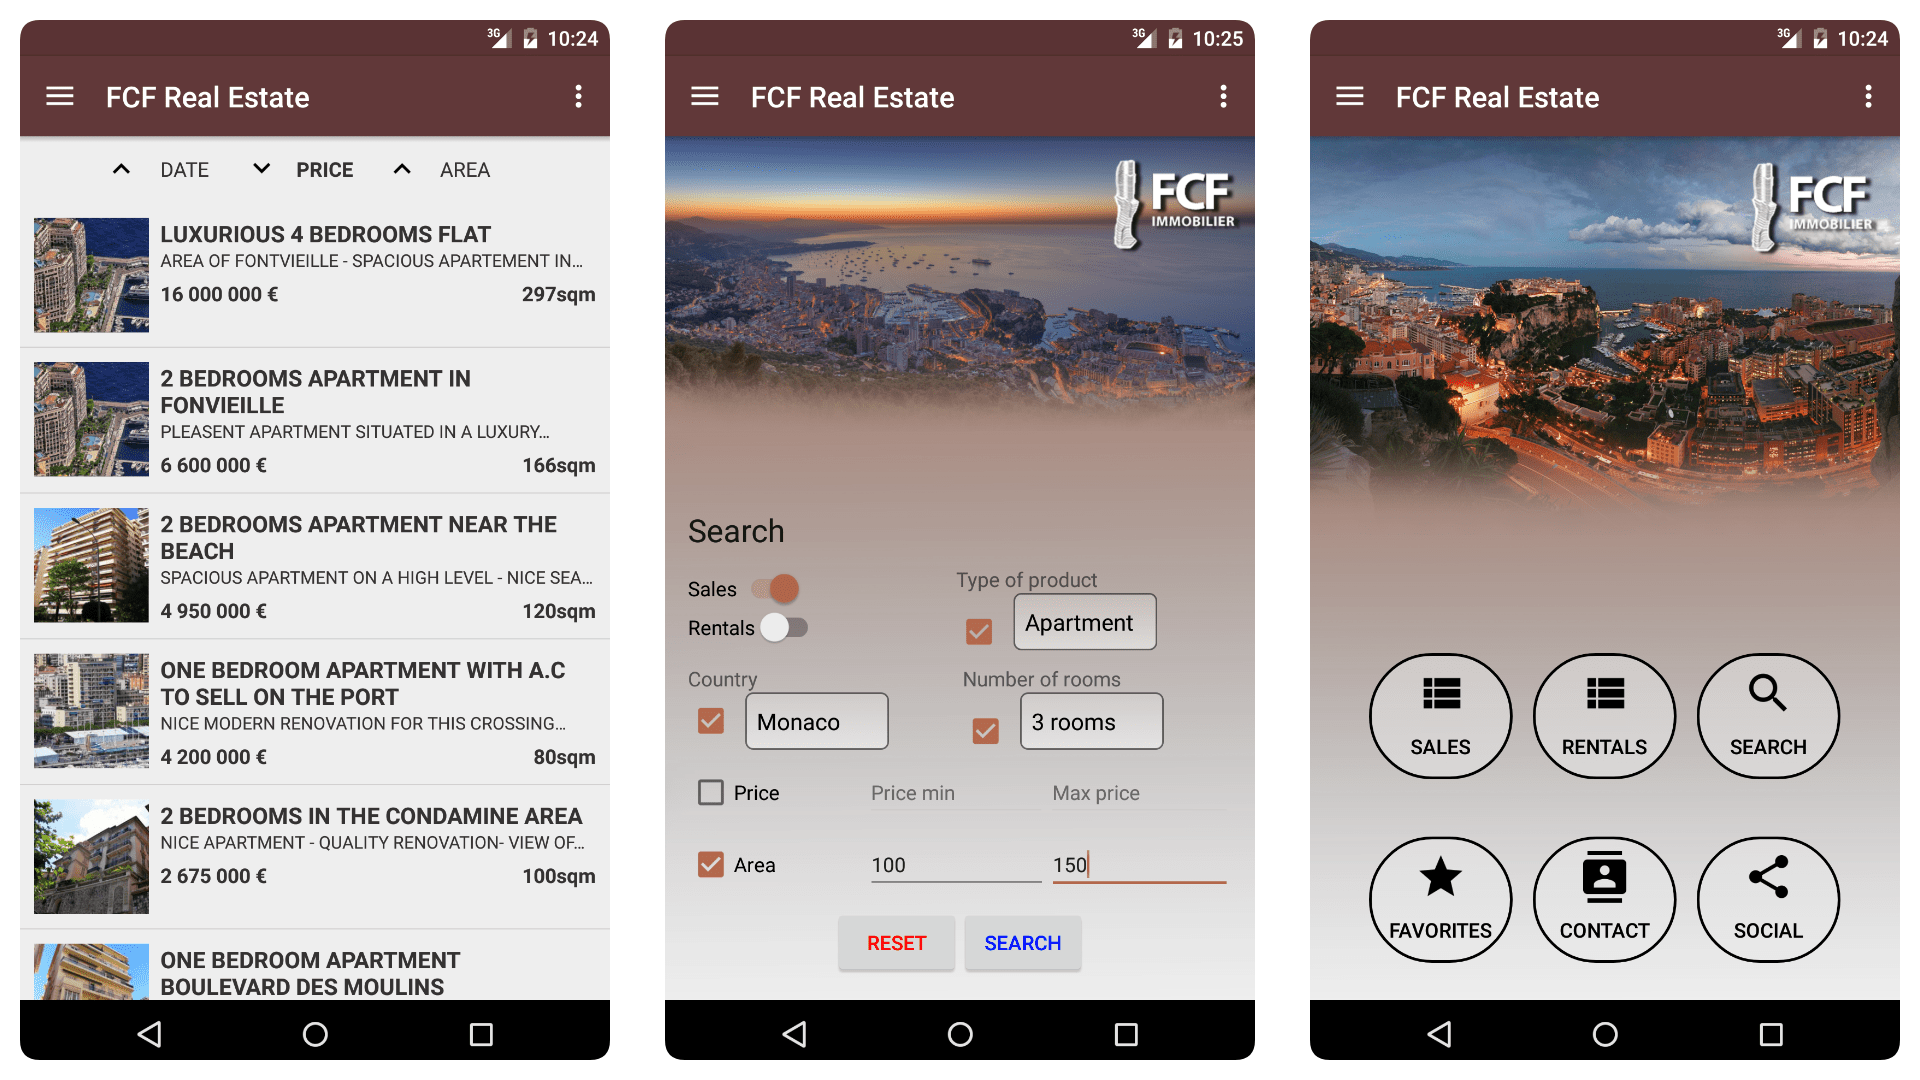 3G 10:24
FCF Real Estate
DATE PRICE AREA
LUXURIOUS 4 BEDROOMS FLAT
AREA OF FONTVIEILLE - SPACIOUS APARTEMENT IN...
16 000 000 € 297sqm
2 BEDROOMS APARTMENT IN
FONVIEILLE
PLEASENT APARTMENT SITUATED IN A LUXURY...
6 600 000 € 166sqm
2 BEDROOMS APARTMENT NEAR THE
BEACH
SPACIOUS APARTMENT ON A HIGH LEVEL - NICE SEA...
4 950 000 € 120sqm
ONE BEDROOM APARTMENT WITH A.C
TO SELL ON THE PORT
NICE MODERN RENOVATION FOR THIS CROSSING...
4 200 000 € 80sqm
2 BEDROOMS IN THE CONDAMINE AREA
NICE APARTMENT - QUALITY RENOVATION- VIEW OF...
2 675 000 € 100sqm
ONE BEDROOM APARTMENT
BOULEVARD DES MOULINS
3G 10:25
FCF Real Estate
FCF
IMMOBILIER
Search
Sales
Rentals
Type of product
Apartment
Country
Monaco
Number of rooms
3 rooms
Price Price min Max price
Area 100 150
RESET SEARCH
3G 10:24
FCF Real Estate
FCF
IMMOBILIER
SALES RENTALS SEARCH
FAVORITES CONTACT SOCIAL